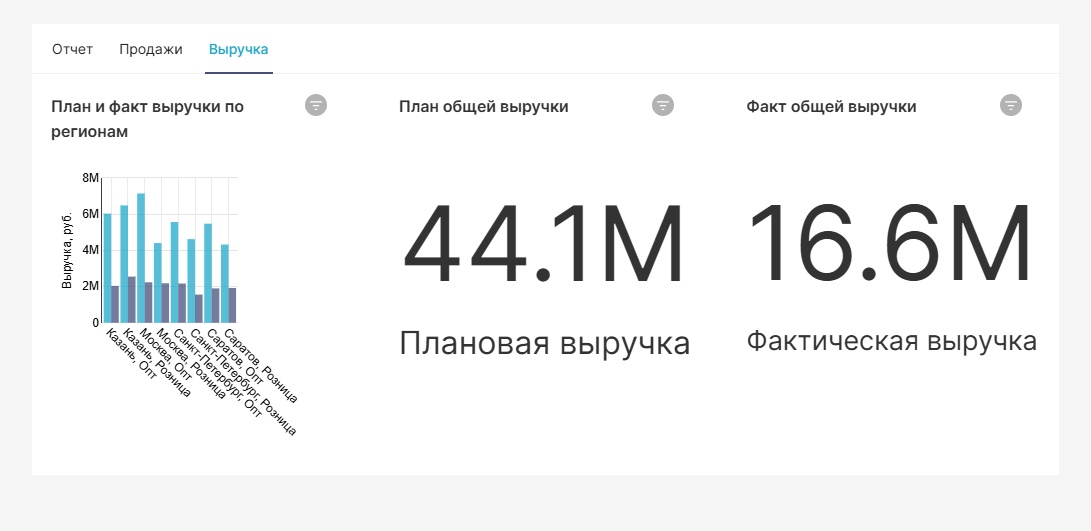 Отчет Продажи Выручка
План и факт выручки по
регионам
8M
6M
4M
2M
0
Выручка, руб.
Казань, Опт
Казань, Розница
Москва, Опт
Москва, Розница
Санкт-Петербург, Опт
Санкт-Петербург, Розница
Саратов, Опт
Саратов, Розница
План общей выручки
44.1M
Плановая выручка
Факт общей выручки
16.6M
Фактическая выручка